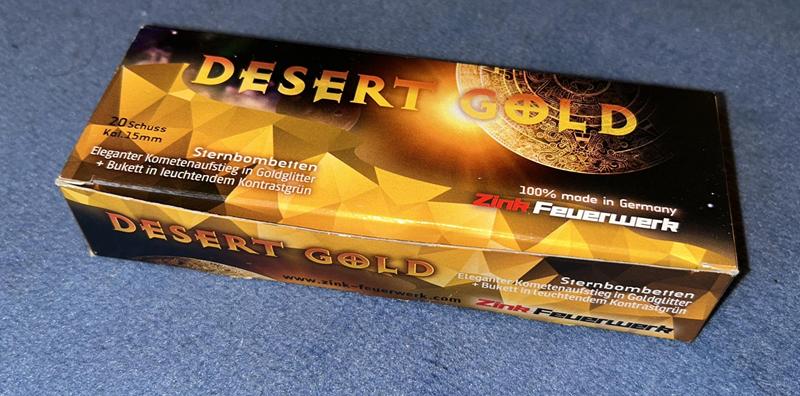 DESERT GOLD
20 Schuss
Kal. 15mm
Sternbombetten
Eleganter Kometenaufstieg in Goldglitter
+ Bukett in leuchtendem Kontrastgrün
100% made in Germany
Zink Feuerwerk
DESERT GOLD
www.zink-feuerwerk.com
Sternbombetten
Eleganter Kometenaufstieg in Goldglitter
+ Bukett in leuchtendem Kontrastgrün
Zink Feuerwerk